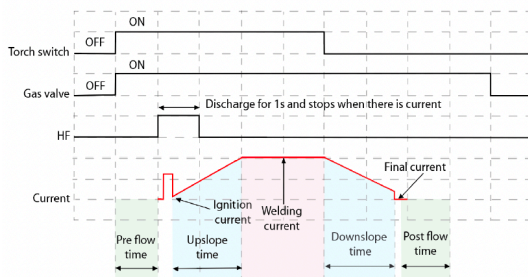 ON
Torch switch
OFF
ON
Gas valve
OFF
Discharge for 1s and stops when there is current
HF
Final current
Current
Ignition
current
Welding
current
Pre flow
time
Upslope
time
Downslope
time
Post flow
time